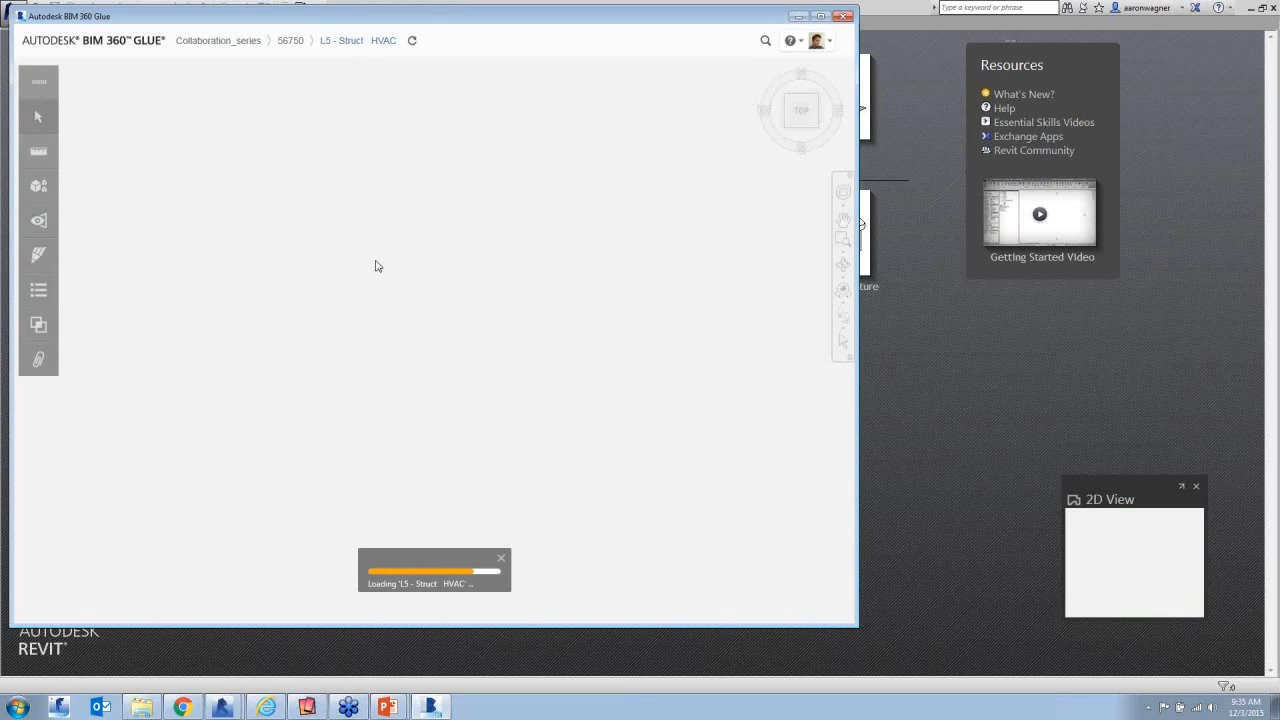 Autodesk BIM 360 Glue
Type a keyword or phrase
aaronwagner
AUTODESK® BIM 360™ GLUE®
Collaboration_series
56750
L5 - Struct HVAC
TOP
Resources
What's New?
Help
Essential Skills Videos
Exchange Apps
Revit Community
Getting Started Video
ture
2D View
Loading 'L5 - Struct HVAC' ...
AUTODESK
REVIT®
:0
9:35 AM
12/3/2015